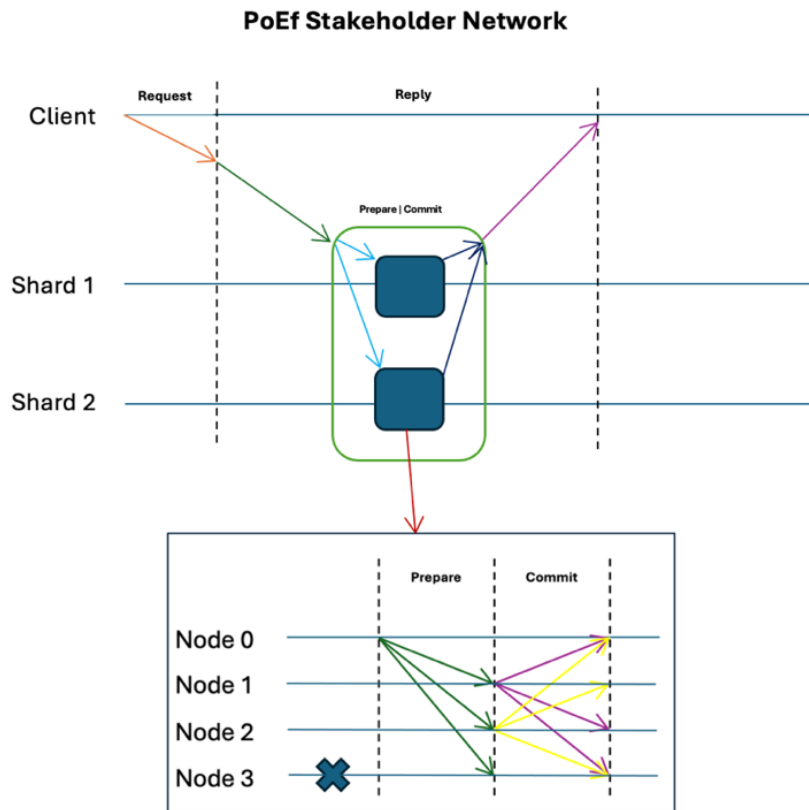 PoEf Stakeholder Network
Request
Reply
Client
Prepare | Commit
Shard 1
Shard 2
Prepare
Commit
Node 0
Node 1
Node 2
Node 3